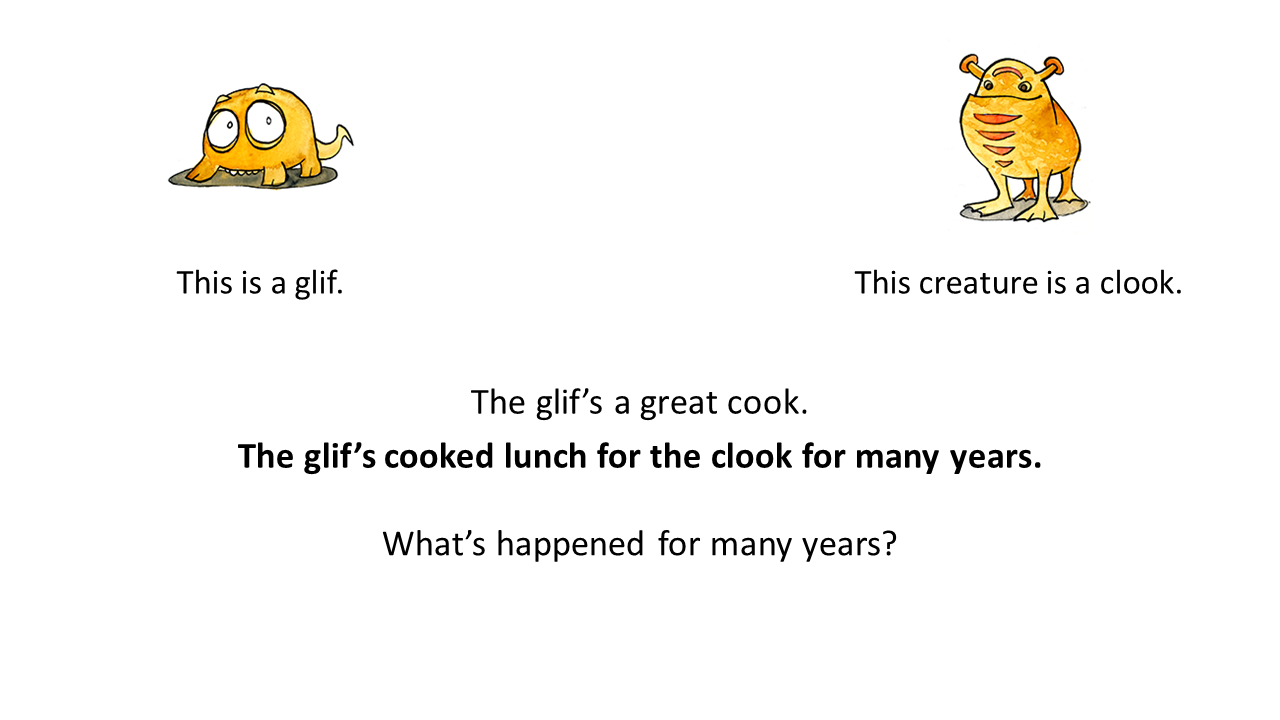 This is a glif.
This creature is a clook.
The glif’s a great cook.
The glif’s cooked lunch for the clook for many years.
What’s happened for many years?